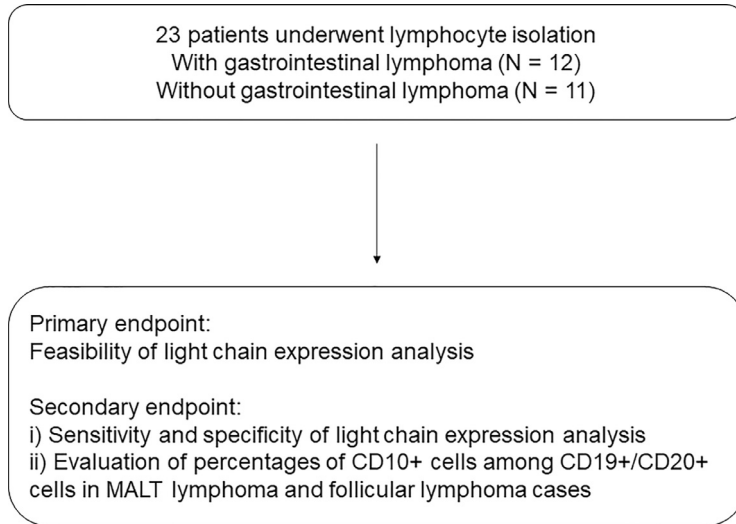 23 patients underwent lymphocyte isolation
With gastrointestinal lymphoma (N = 12)
Without gastrointestinal lymphoma (N = 11)
Primary endpoint:
Feasibility of light chain expression analysis
Secondary endpoint:
i) Sensitivity and specificity of light chain expression analysis
ii) Evaluation of percentages of CD10+ cells among CD19+/CD20+
cells in MALT lymphoma and follicular lymphoma cases